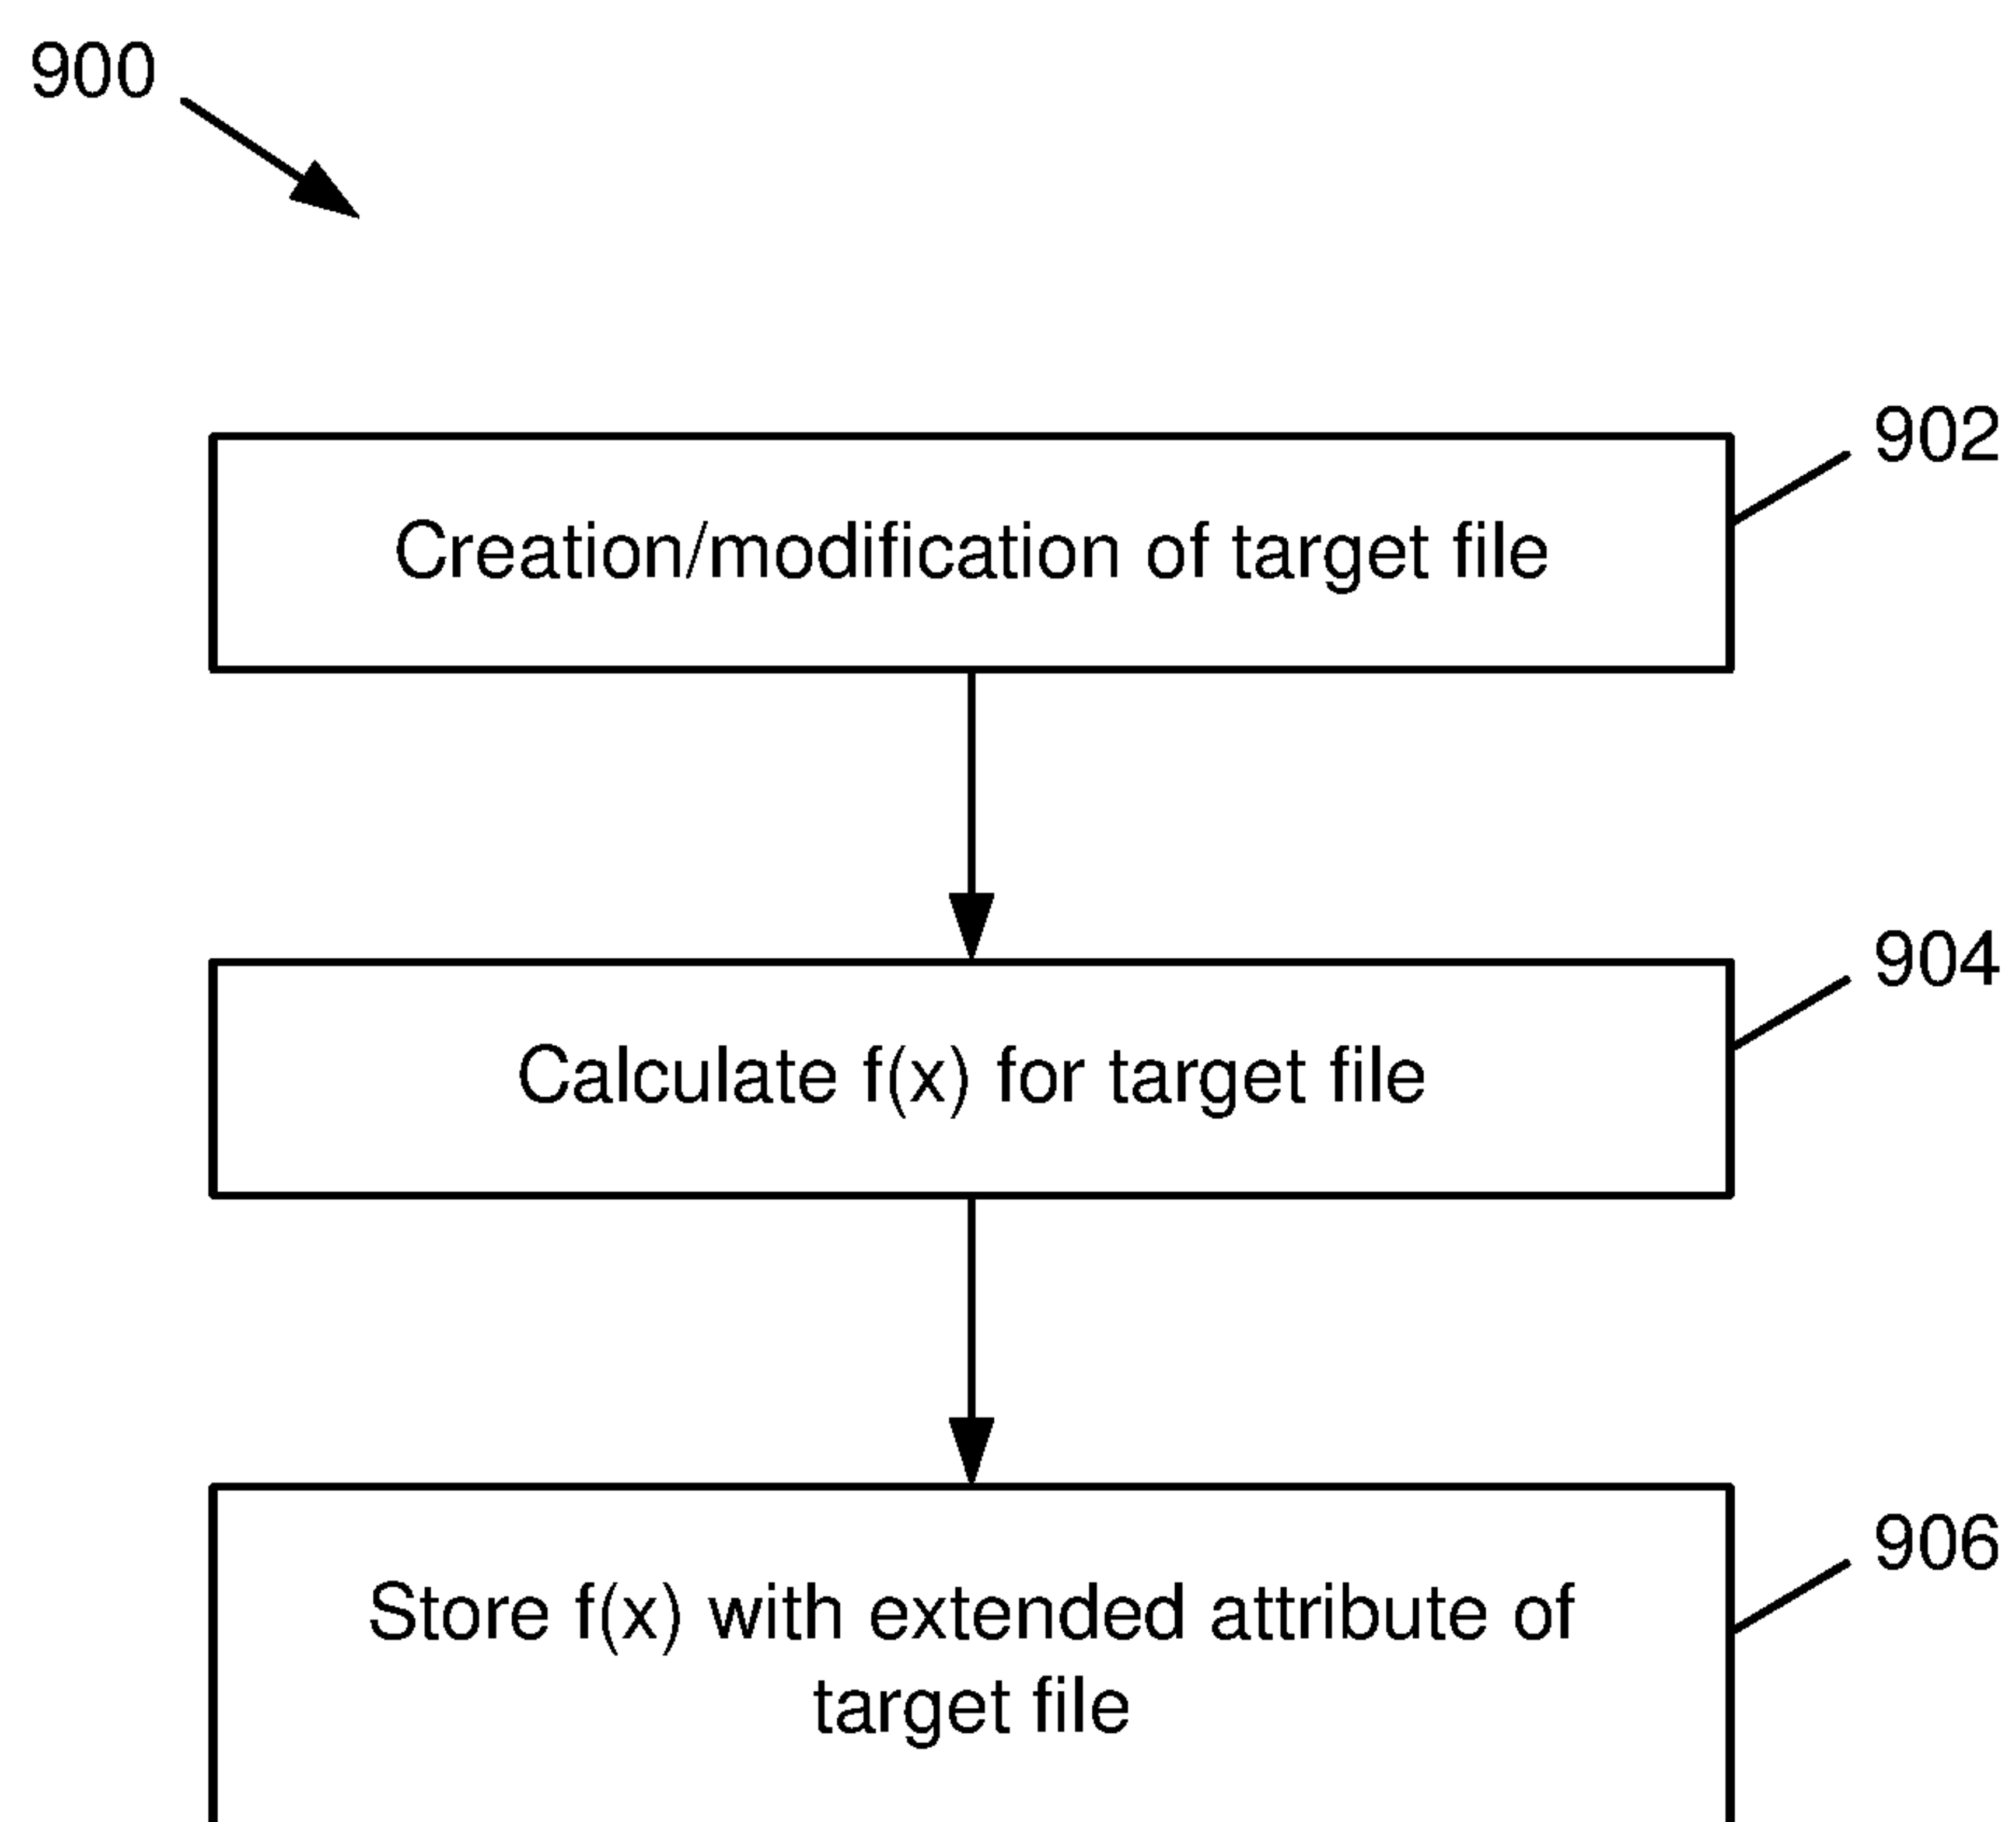 900
902
Creation/modification of target file
904
Calculate f(x) for target file
906
Store f(x) with extended attribute of
target file